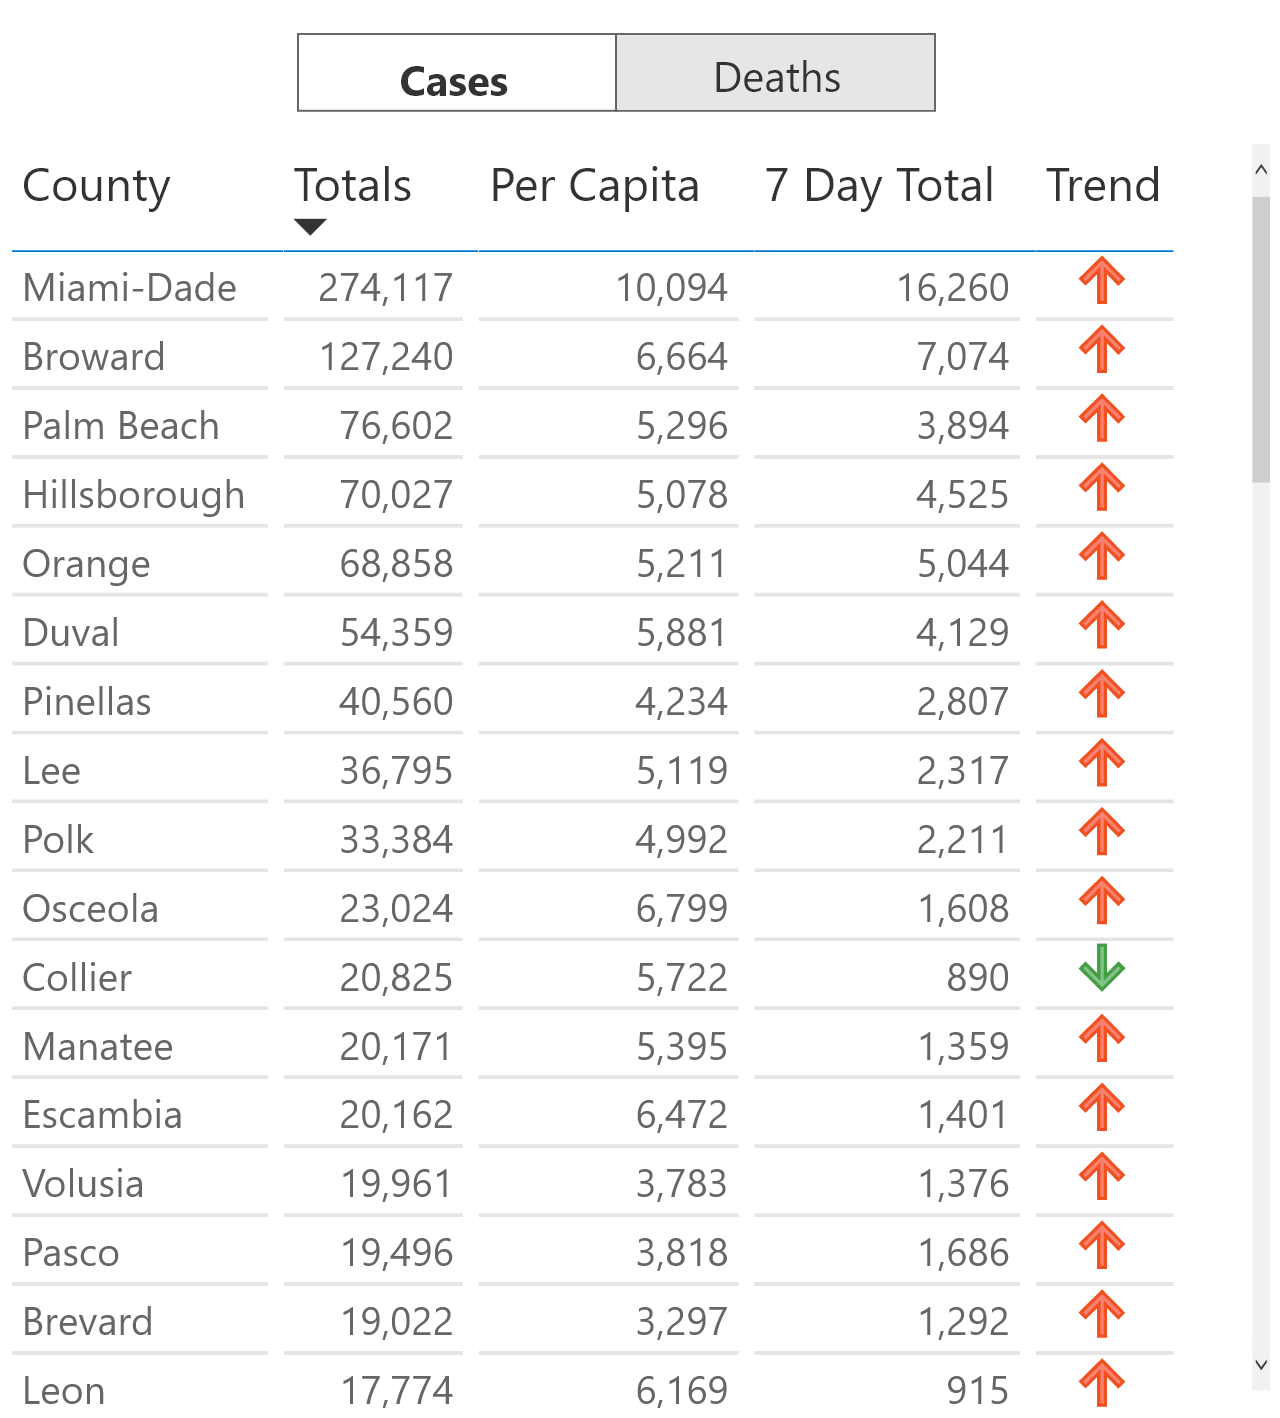 Cases Deaths
County Totals Per Capita 7 Day Total Trend
Miami-Dade 274,117 10,094 16,260
Broward 127,240 6,664 7,074
Palm Beach 76,602 5,296 3,894
Hillsborough 70,027 5,078 4,525
Orange 68,858 5,211 5,044
Duval 54,359 5,881 4,129
Pinellas 40,560 4,234 2,807
Lee 36,795 5,119 2,317
Polk 33,384 4,992 2,211
Osceola 23,024 6,799 1,608
Collier 20,825 5,722 890
Manatee 20,171 5,395 1,359
Escambia 20,162 6,472 1,401
Volusia 19,961 3,783 1,376
Pasco 19,496 3,818 1,686
Brevard 19,022 3,297 1,292
Leon 17,774 6,169 915